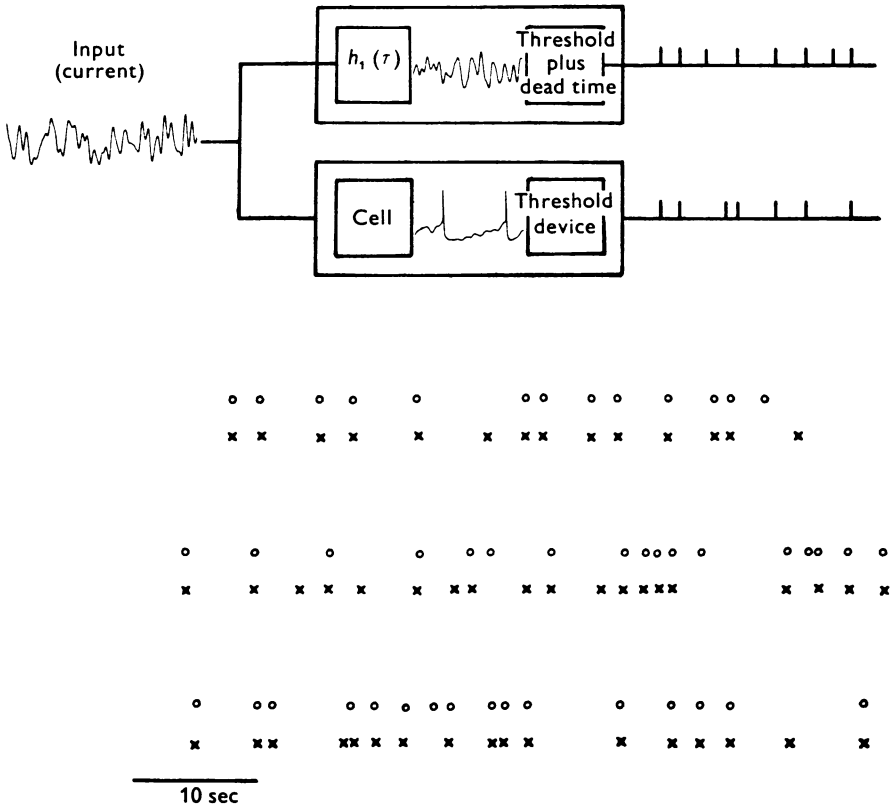 Input
(current)
h₁ (τ)
Threshold
plus
dead time
Cell
Threshold
device
10 sec